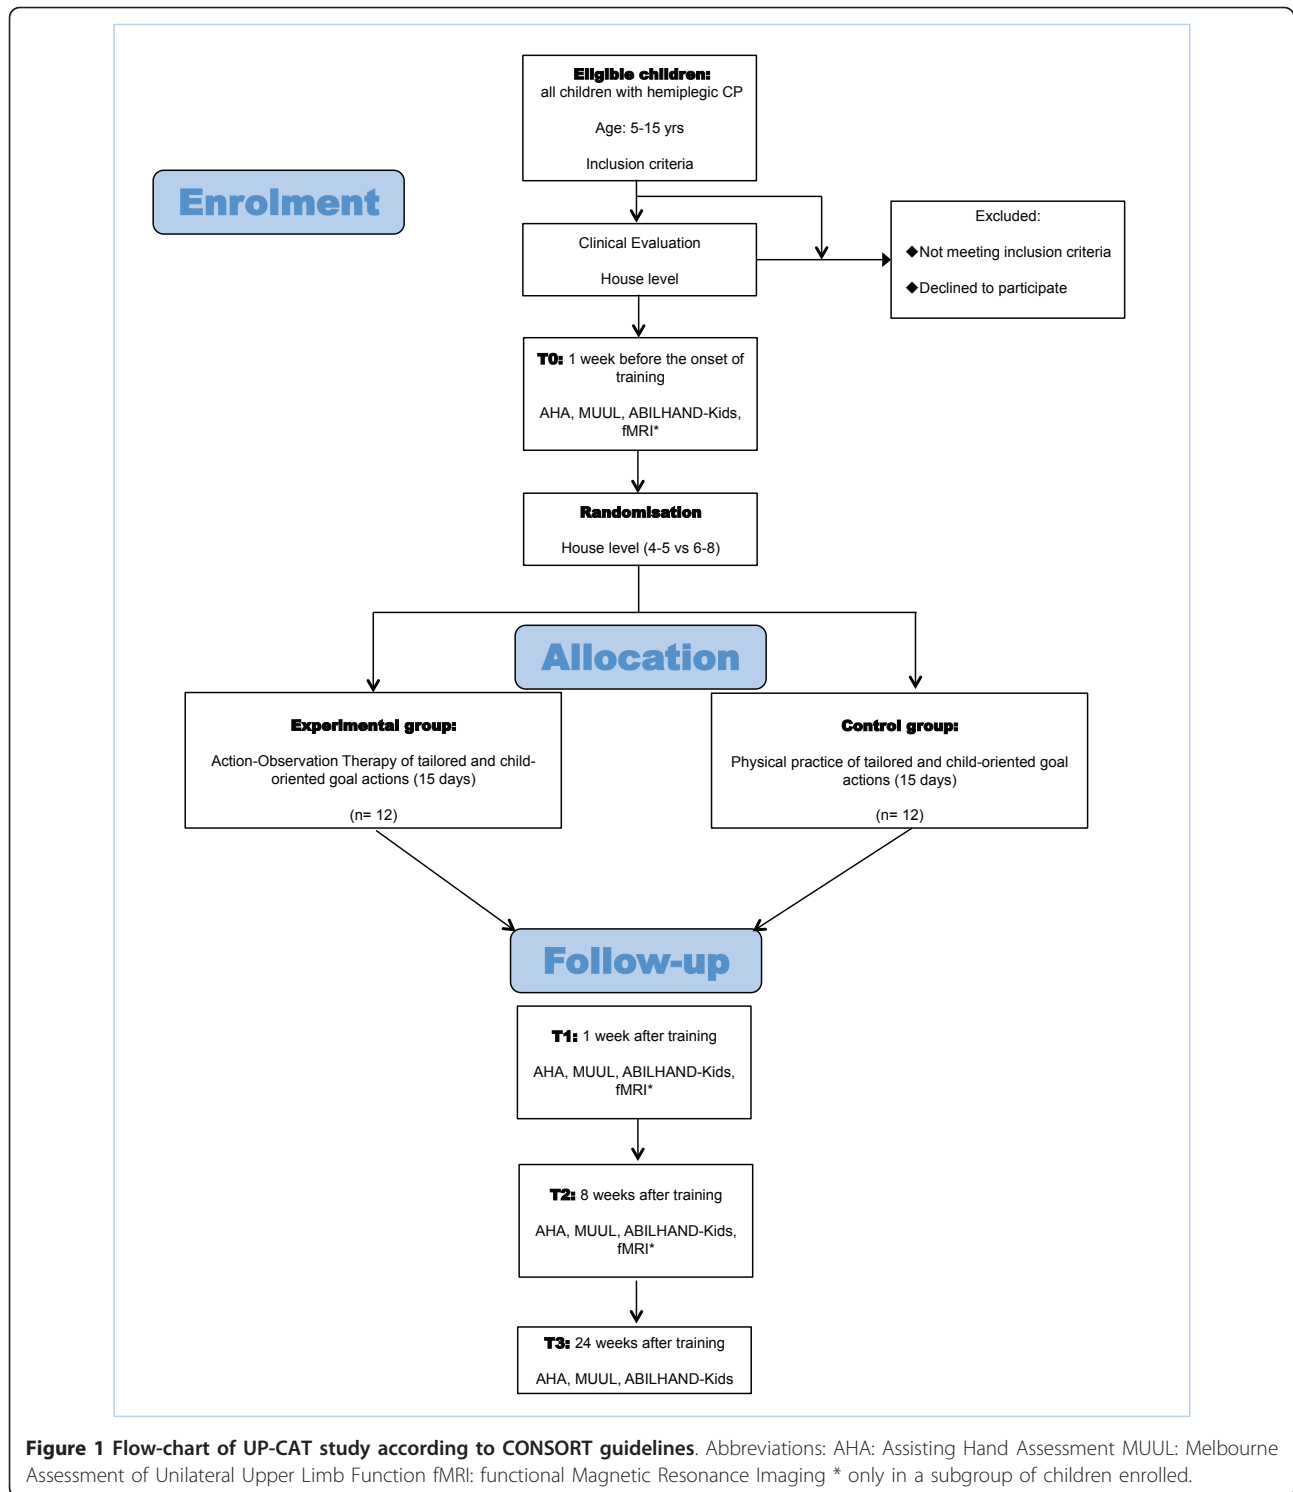 Eligible children:
all children with hemiplegic CP
Age: 5-15 yrs
Inclusion criteria
Enrolment
Clinical Evaluation
House level
Excluded:
◆Not meeting inclusion criteria
◆Declined to participate
T0: 1 week before the onset of
training
AHA, MUUL, ABILHAND-Kids,
fMRI*
Randomisation
House level (4-5 vs 6-8)
Allocation
Experimental group:
Action-Observation Therapy of tailored and child-
oriented goal actions (15 days)
(n= 12)
Control group:
Physical practice of tailored and child-oriented goal
actions (15 days)
(n= 12)
Follow-up
T1: 1 week after training
AHA, MUUL, ABILHAND-Kids,
fMRI*
T2: 8 weeks after training
AHA, MUUL, ABILHAND-Kids,
fMRI*
T3: 24 weeks after training
AHA, MUUL, ABILHAND-Kids
Figure 1 Flow-chart of UP-CAT study according to CONSORT guidelines. Abbreviations: AHA: Assisting Hand Assessment MUUL: Melbourne
Assessment of Unilateral Upper Limb Function fMRI: functional Magnetic Resonance Imaging * only in a subgroup of children enrolled.